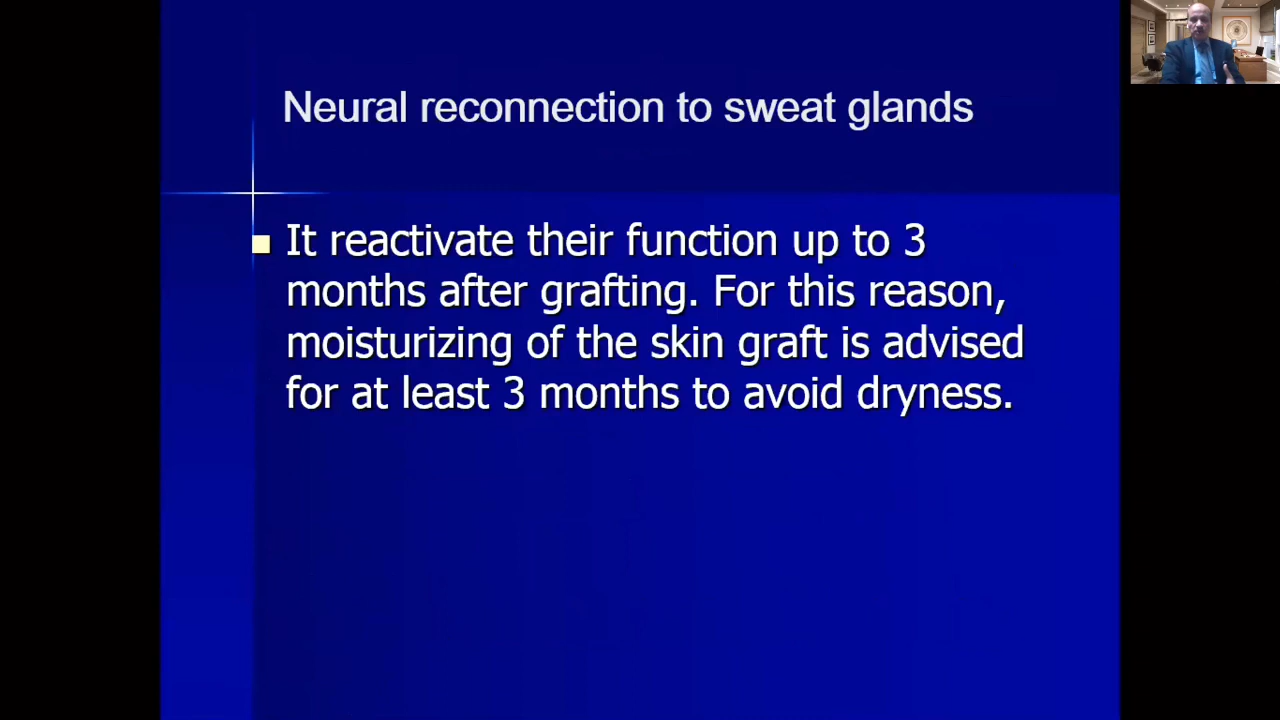 Neural reconnection to sweat glands
It reactivate their function up to 3
months after grafting. For this reason,
moisturizing of the skin graft is advised
for at least 3 months to avoid dryness.